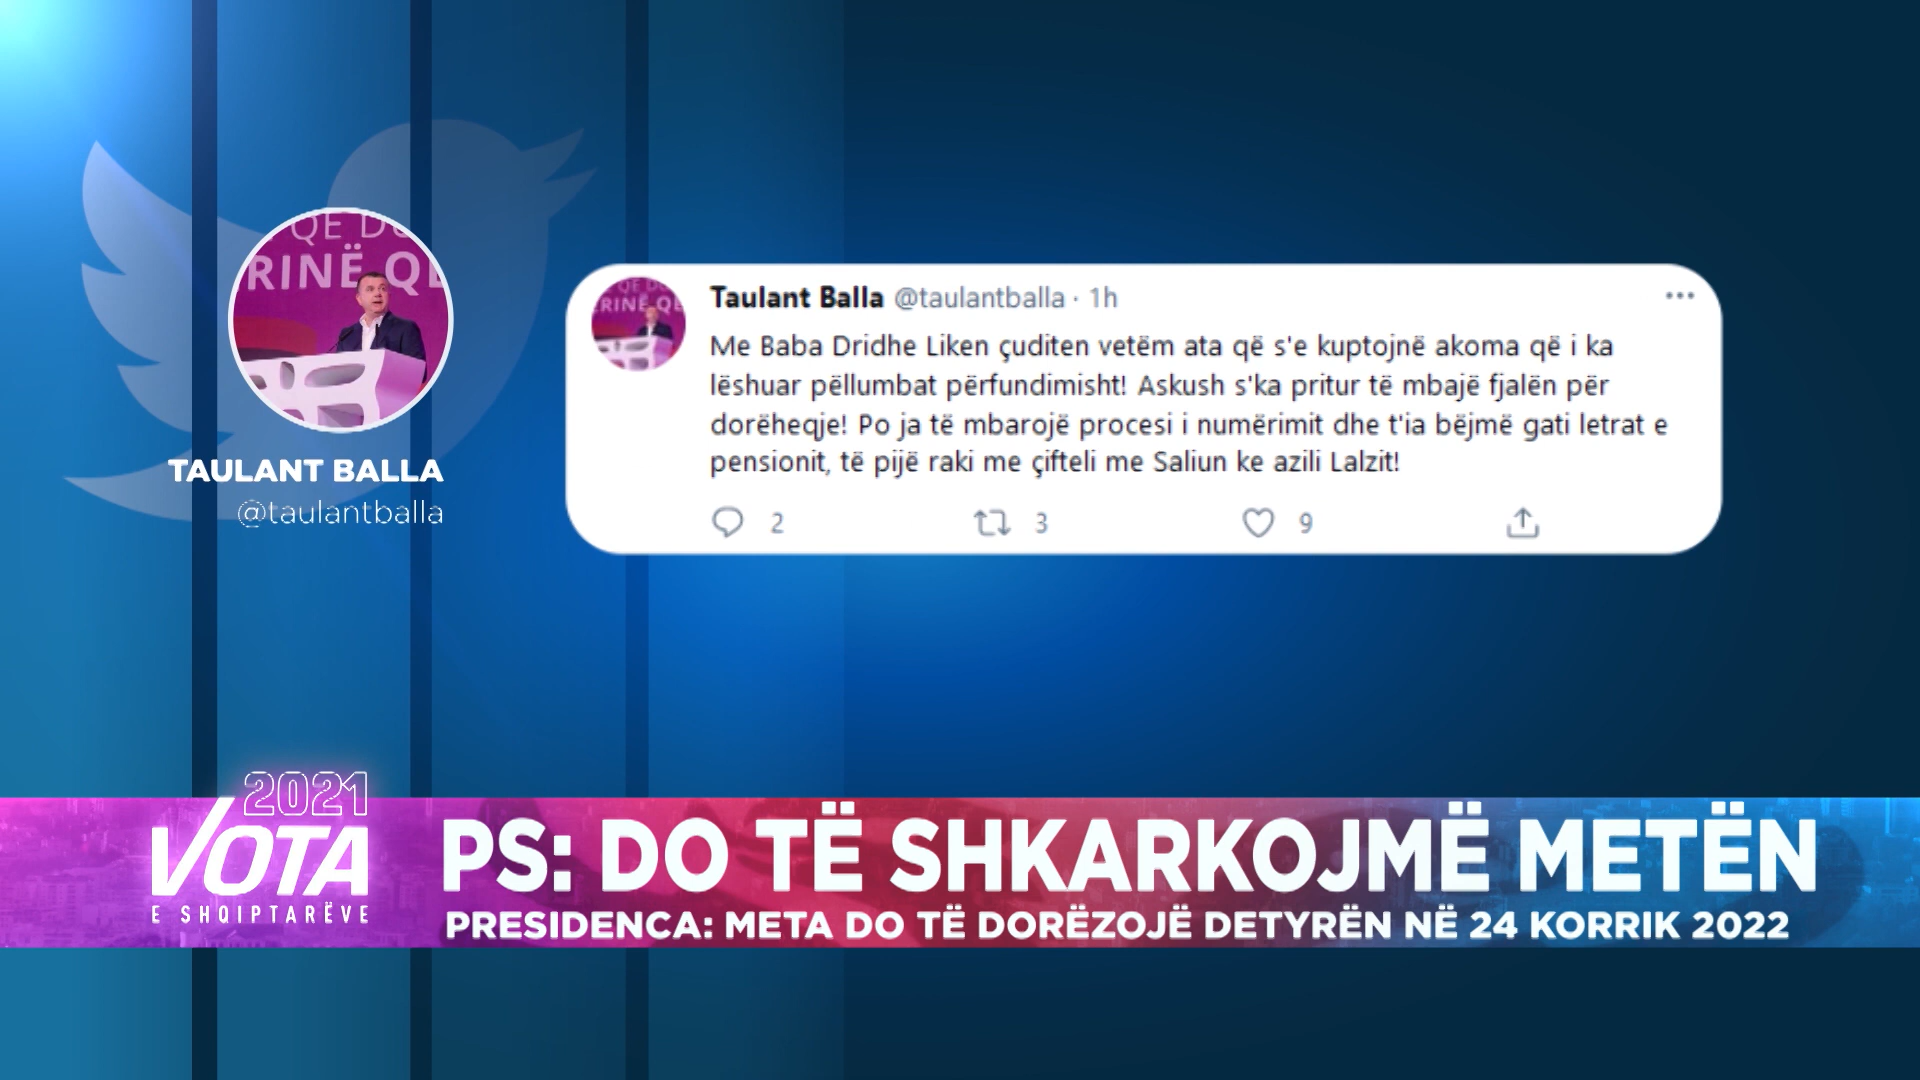 QE DU
RINË QË
TAULANT BALLA
@taulantballa
Taulant Balla @taulantballa · 1h
Me Baba Dridhe Liken çuditen vetëm ata që s'e kuptojnë akoma që i ka
lëshuar pëllumbat përfundimisht! Askush s'ka pritur të mbajë fjalën për
dorëheqje! Po ja të mbarojë procesi i numërimit dhe t'ia bëjmë gati letrat e
pensionit, të pijë raki me çifteli me Saliun ke azili Lalzit!
2 3 9
2021
VOTA
E SHQIPTARËVE
PS: DO TË SHKARKOJMË METËN
PRESIDENCA: META DO TË DORËZOJË DETYRËN NË 24 KORRIK 2022